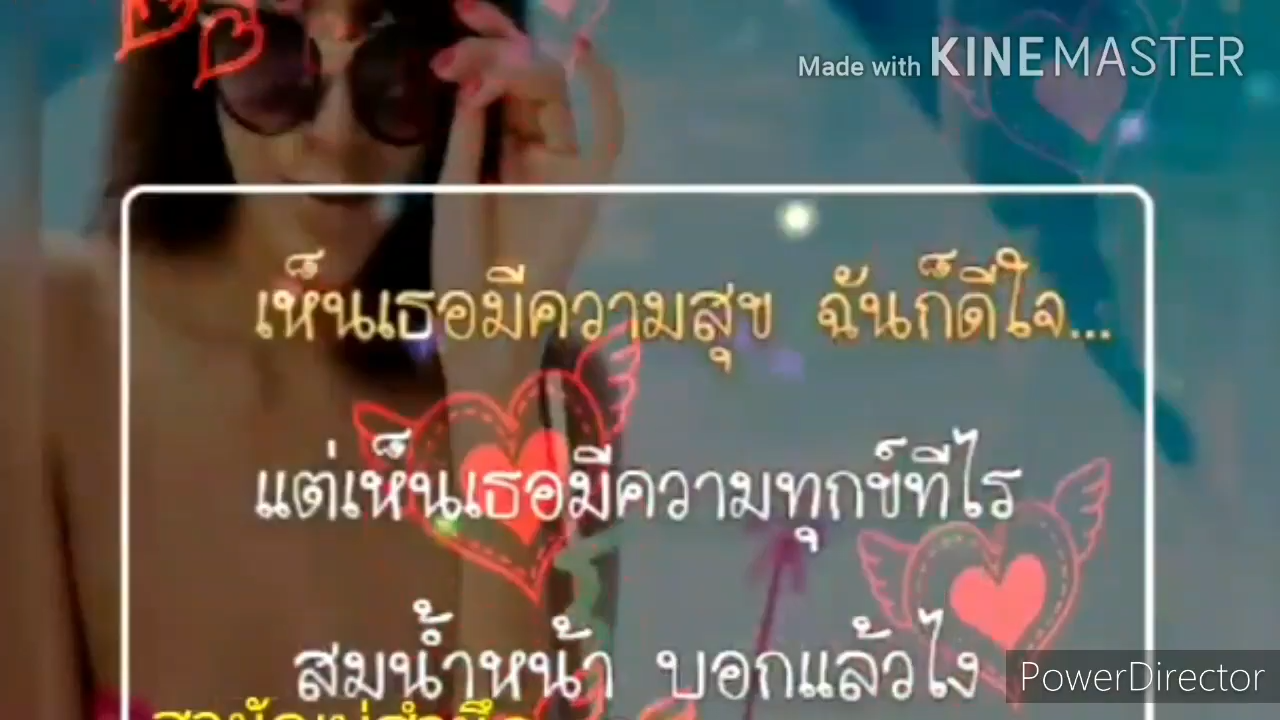 Made with KINEMASTER
เห็นเธอมีความสุข ฉันก็ดีใจ...
แต่เห็นเธอมีความทุกข์ทีไร
สมน้ำหน้า บอกแล้วไง
PowerDirector